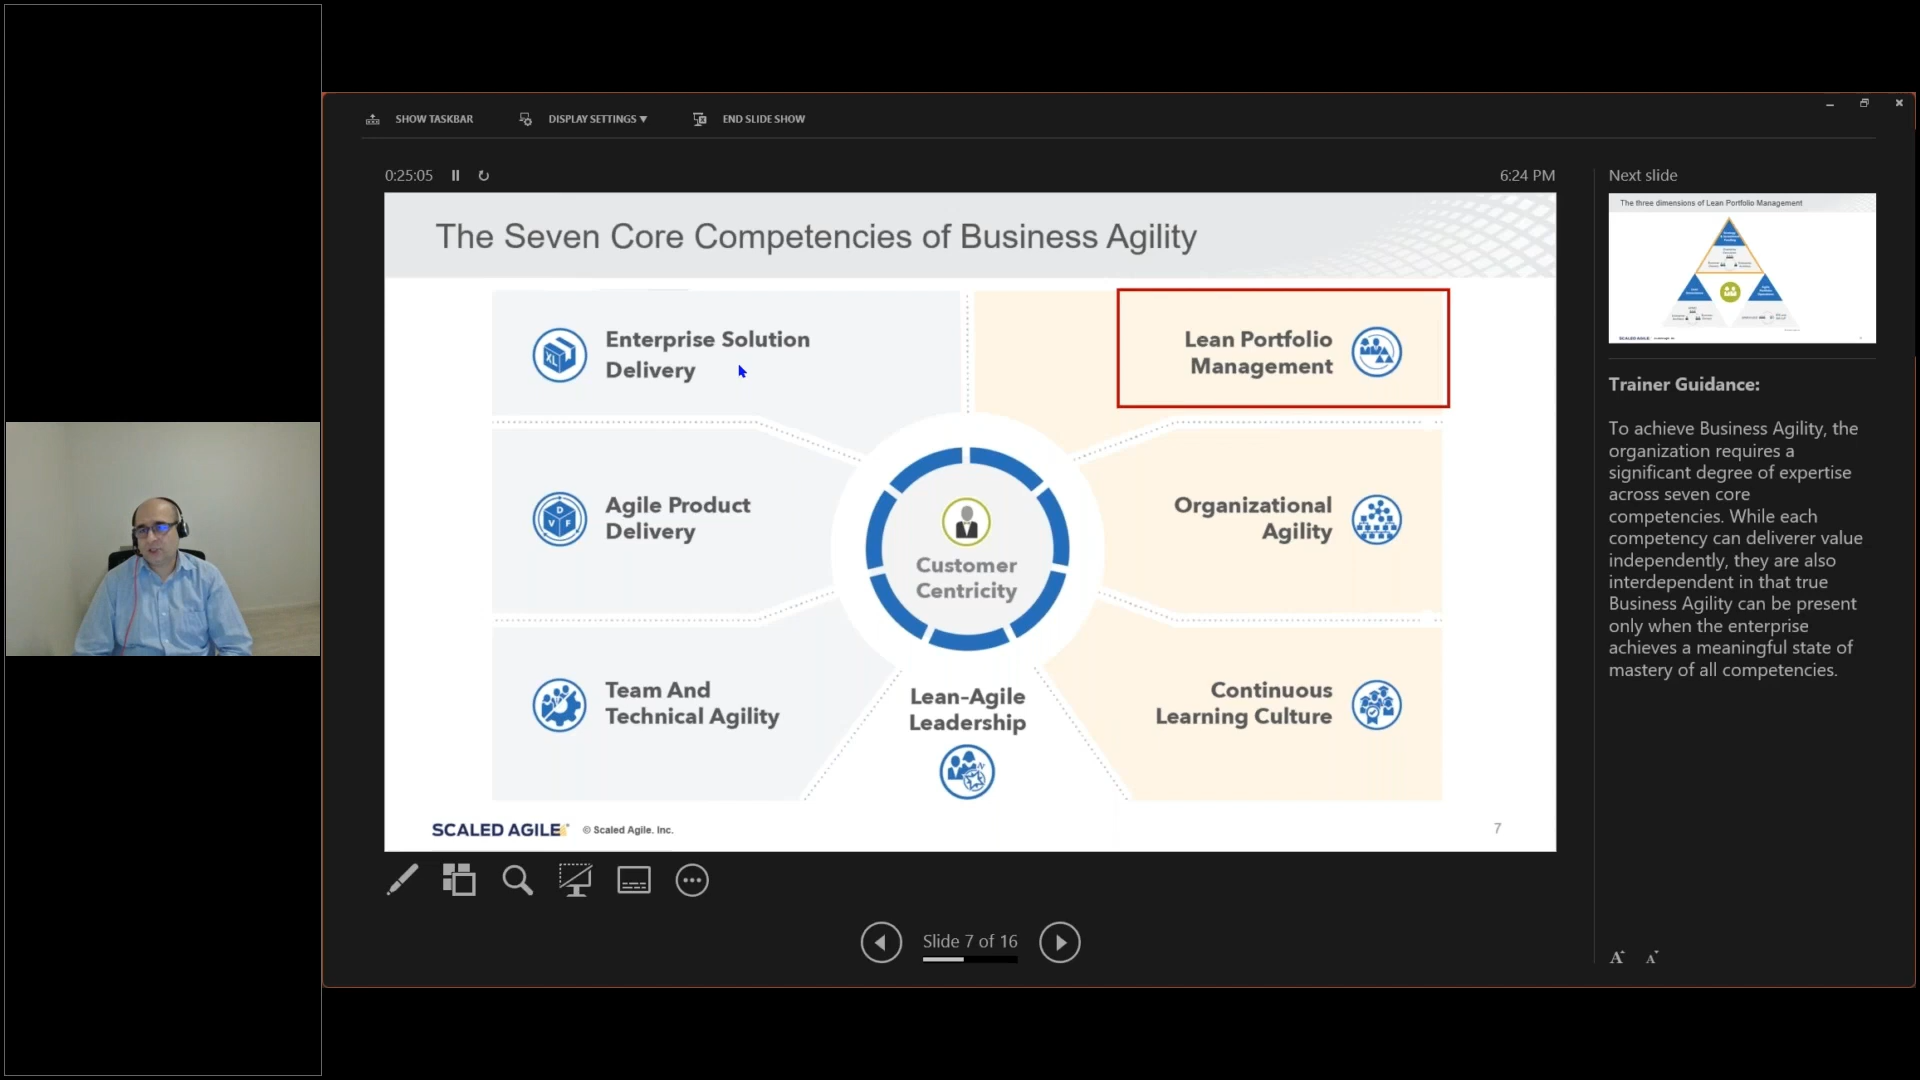 SHOW TASKBAR
DISPLAY SETTINGS ▼
END SLIDE SHOW
0:25:05
6:24 PM
The Seven Core Competencies of Business Agility
Enterprise Solution
Delivery
XL
Lean Portfolio
Management
Agile Product
Delivery
D
V F
Organizational
Agility
Customer
Centricity
Team And
Technical Agility
Lean-Agile
Leadership
Continuous
Learning Culture
SCALED AGILE
© Scaled Agile. Inc.
7
Slide 7 of 16
Next slide
The three dimensions of Lean Portfolio Management
SCALED AGILE
Trainer Guidance:
To achieve Business Agility, the
organization requires a
significant degree of expertise
across seven core
competencies. While each
competency can deliverer value
independently, they are also
interdependent in that true
Business Agility can be present
only when the enterprise
achieves a meaningful state of
mastery of all competencies.
A A